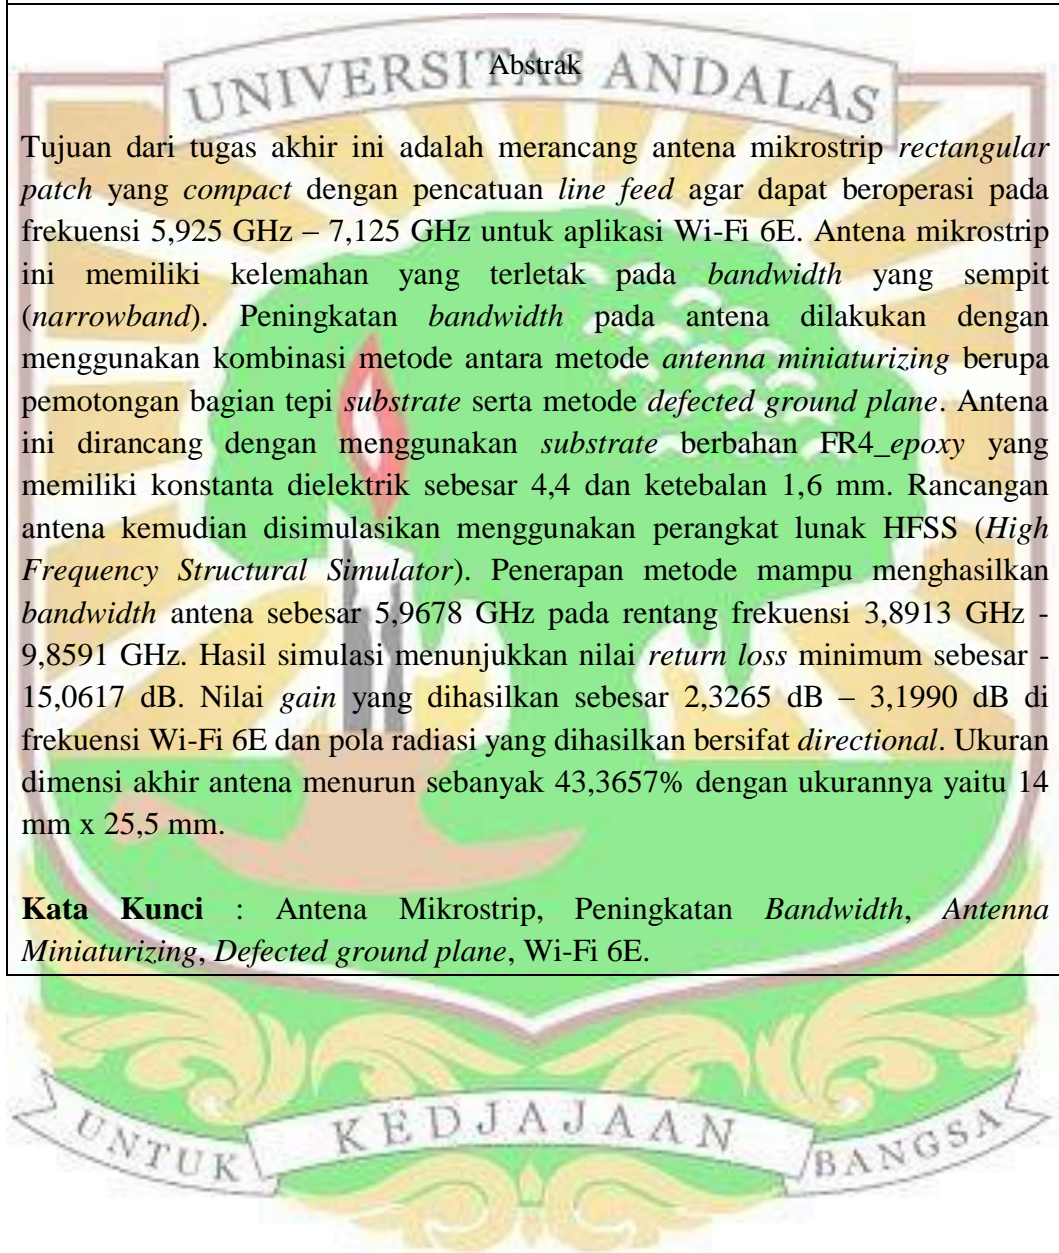 UNIVERSITAS ANDALAS
Abstrak
Tujuan dari tugas akhir ini adalah merancang antena mikrostrip rectangular
patch yang compact dengan pencatuan line feed agar dapat beroperasi pada
frekuensi 5,925 GHz – 7,125 GHz untuk aplikasi Wi-Fi 6E. Antena mikrostrip
ini memiliki kelemahan yang terletak pada bandwidth yang sempit
(narrowband). Peningkatan bandwidth pada antena dilakukan dengan
menggunakan kombinasi metode antara metode antenna miniaturizing berupa
pemotongan bagian tepi substrate serta metode defected ground plane. Antena
ini dirancang dengan menggunakan substrate berbahan FR4_epoxy yang
memiliki konstanta dielektrik sebesar 4,4 dan ketebalan 1,6 mm. Rancangan
antena kemudian disimulasikan menggunakan perangkat lunak HFSS (High
Frequency Structural Simulator). Penerapan metode mampu menghasilkan
bandwidth antena sebesar 5,9678 GHz pada rentang frekuensi 3,8913 GHz -
9,8591 GHz. Hasil simulasi menunjukkan nilai return loss minimum sebesar -
15,0617 dB. Nilai gain yang dihasilkan sebesar 2,3265 dB – 3,1990 dB di
frekuensi Wi-Fi 6E dan pola radiasi yang dihasilkan bersifat directional. Ukuran
dimensi akhir antena menurun sebanyak 43,3657% dengan ukurannya yaitu 14
mm x 25,5 mm.
Kata Kunci : Antena Mikrostrip, Peningkatan Bandwidth, Antenna
Miniaturizing, Defected ground plane, Wi-Fi 6E.
UNTUK KEDJAJAAN BANGSA